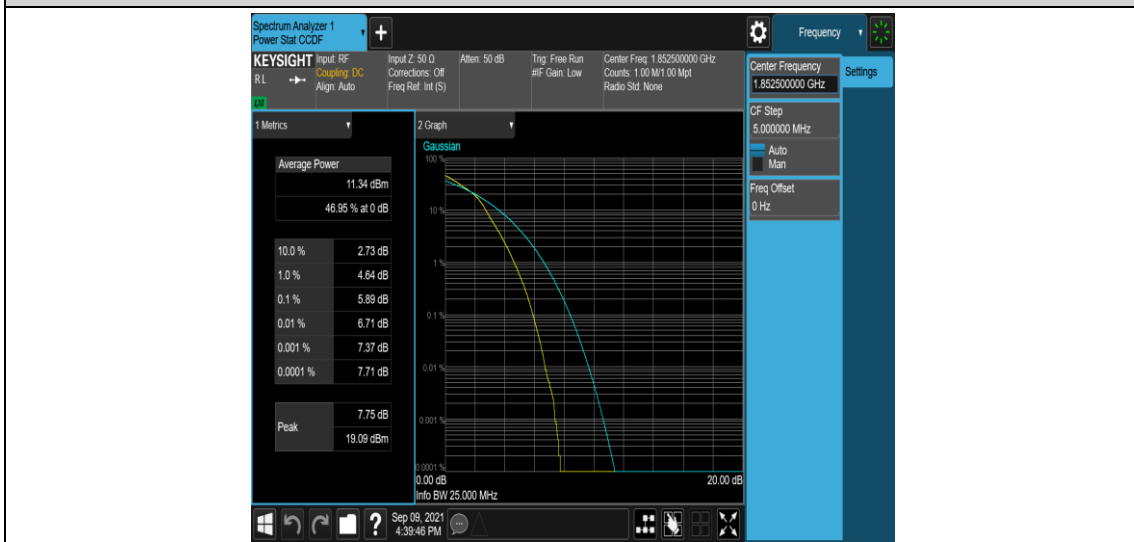 Spectrum Analyzer 1
Power Stat CCDF
+
Frequency
KEYSIGHT
RL
LXI
Input: RF
Coupling: DC
Align: Auto
Input Z: 50 Ω
Corrections: Off
Freq Ref: Int (S)
Atten: 50 dB
Trig: Free Run
#IF Gain: Low
Center Freq: 1.852500000 GHz
Counts: 1.00 M/1.00 Mpt
Radio Std: None
Center Frequency
1.852500000 GHz
Settings
CF Step
5.000000 MHz
Auto
Man
Freq Offset
0 Hz
1 Metrics
Average Power
11.34 dBm
46.95 % at 0 dB
10.0 % 2.73 dB
1.0 % 4.64 dB
0.1 % 5.89 dB
0.01 % 6.71 dB
0.001 % 7.37 dB
0.0001 % 7.71 dB
Peak
7.75 dB
19.09 dBm
2 Graph
Gaussian
100 %
10 %
1 %
0.1 %
0.01 %
0.001 %
0.0001 %
0.00 dB 20.00 dB
Info BW 25.000 MHz
?
Sep 09, 2021
4:39:46 PM